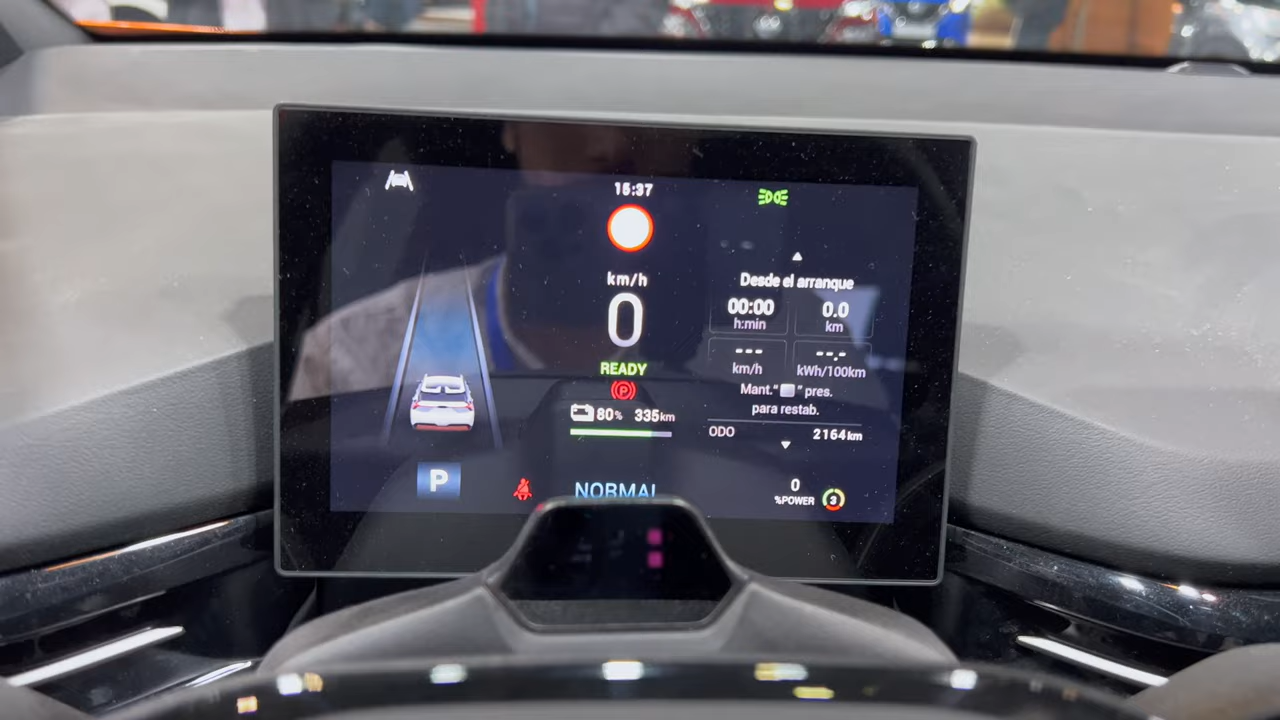 15:37
km/h
0
READY
P
80% 335km
P
NORMAL
Desde el arranque
00:00 0.0
h:min km
--- --.-
km/h kWh/100km
Mant.“ ” pres.
para restab.
ODO 2164km
0
%POWER 3